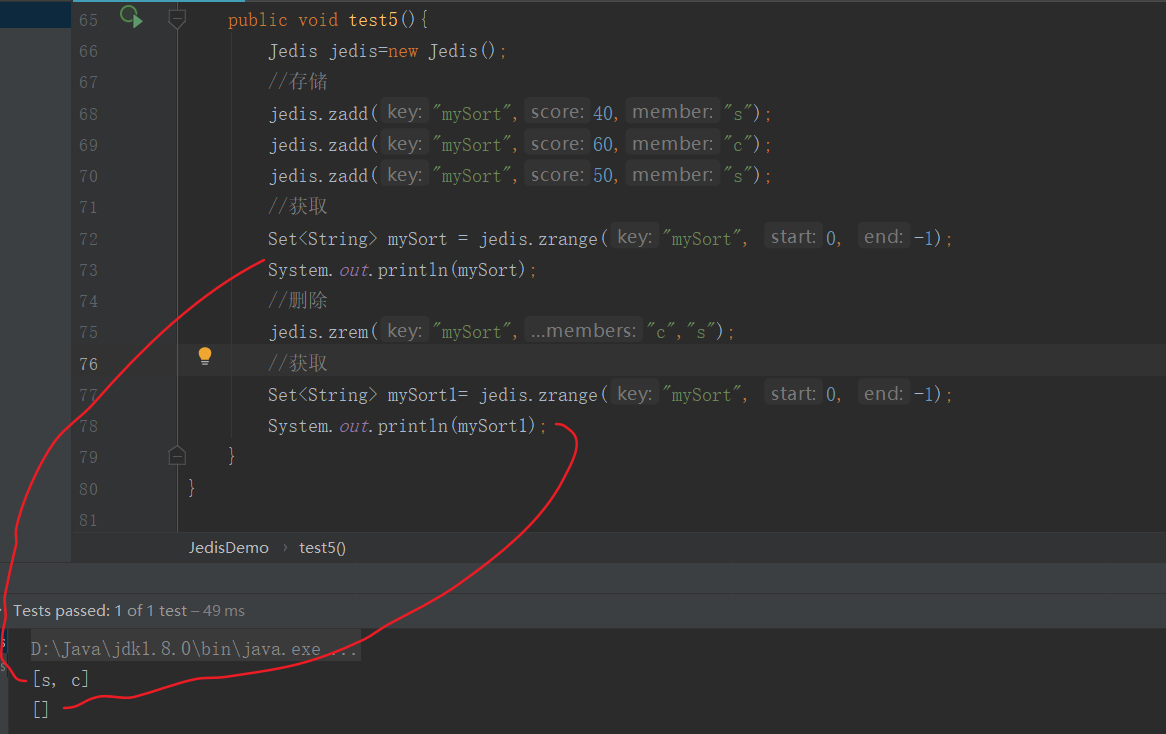 65 public void test5(){
66 Jedis jedis=new Jedis();
67 //存储
68 jedis.zadd( key: "mySort", score: 40, member: "s");
69 jedis.zadd( key: "mySort", score: 60, member: "c");
70 jedis.zadd( key: "mySort", score: 50, member: "s");
71 //获取
72 Set<String> mySort = jedis.zrange( key: "mySort", start: 0, end: -1);
73 System.out.println(mySort);
74 //删除
75 jedis.zrem( key: "mySort", ...members: "c","s");
76 //获取
77 Set<String> mySort1= jedis.zrange( key: "mySort", start: 0, end: -1);
78 System.out.println(mySort1);
79 }
80 }
81
JedisDemo › test5()
Tests passed: 1 of 1 test – 49 ms
D:\Java\jdk1.8.0\bin\java.exe ...
[s, c]
[]